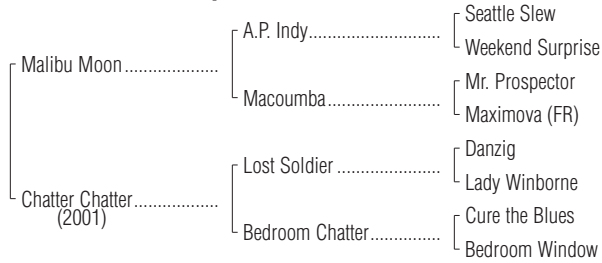 Seattle Slew
A.P. Indy..............................
Weekend Surprise
Malibu Moon ...................
Mr. Prospector
Macoumba..........................
Maximova (FR)
Danzig
Lost Soldier .......................
Lady Winborne
Chatter Chatter.................
(2001)
Cure the Blues
Bedroom Chatter...............
Bedroom Window